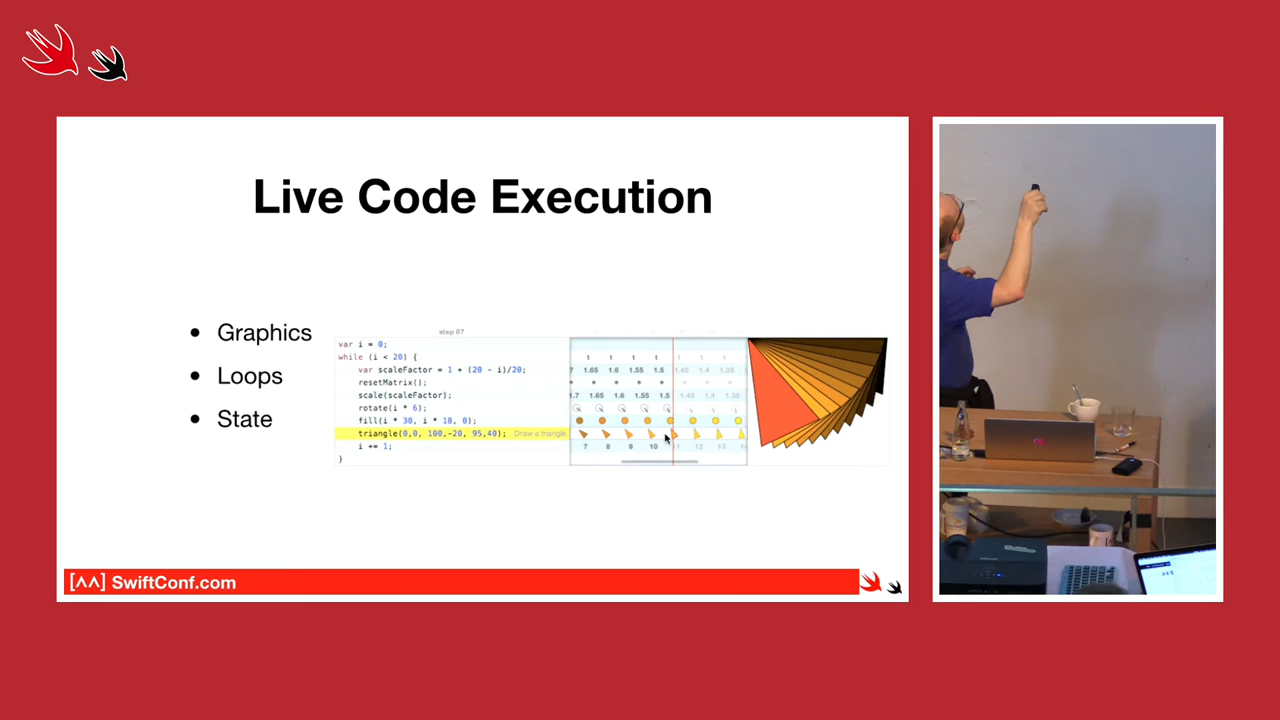 Live Code Execution
• Graphics
• Loops
• State
step 87
var i = 0;
while (i < 20) {
var scaleFactor = 1 + (20 - i)/20;
resetMatrix();
scale(scaleFactor);
rotate(i * 6);
fill(i * 30, i * 18, 0);
triangle(0,0, 100,-20, 95,40); Draw a triangle
i += 1;
}
t t t t t t t
7 1.65 1.6 1.55 1.5 1.45 1.4 1.35
1.7 1.65 1.6 1.55 1.5 1.45 1.4 1.35
7 8 9 10 11 12 13 14
[^^] SwiftConf.com